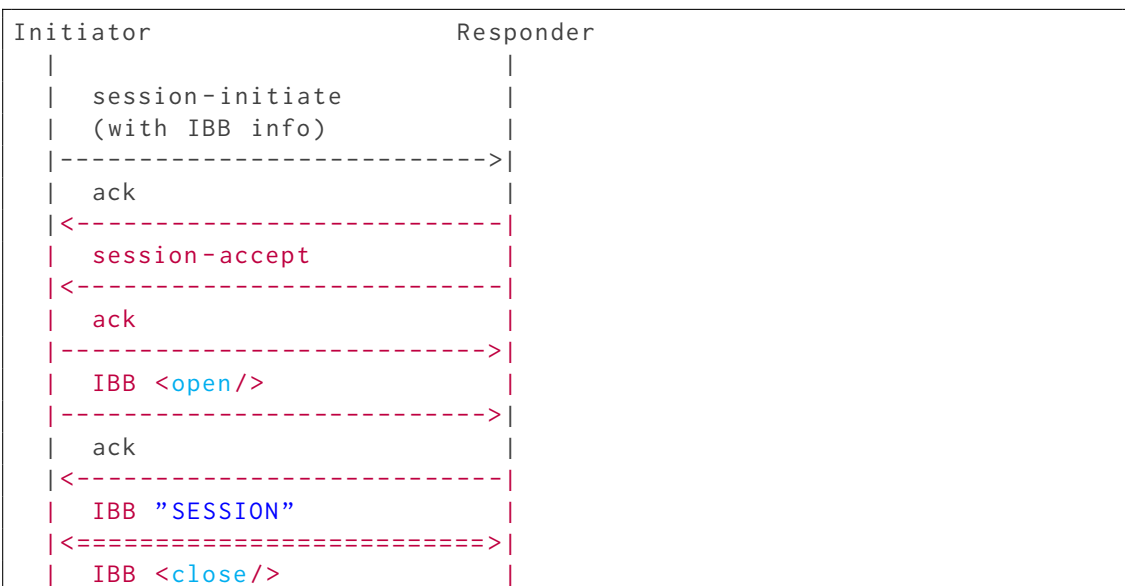 Initiator                   Responder
  |                            |
  |  session-initiate          |
  |  (with IBB info)           |
  |--------------------------->|
  |  ack                       |
  |<---------------------------|
  |  session-accept            |
  |<---------------------------|
  |  ack                       |
  |--------------------------->|
  |  IBB <open/>               |
  |--------------------------->|
  |  ack                       |
  |<---------------------------|
  |  IBB ”SESSION”             |
  |<==========================>|
  |  IBB <close/>              |